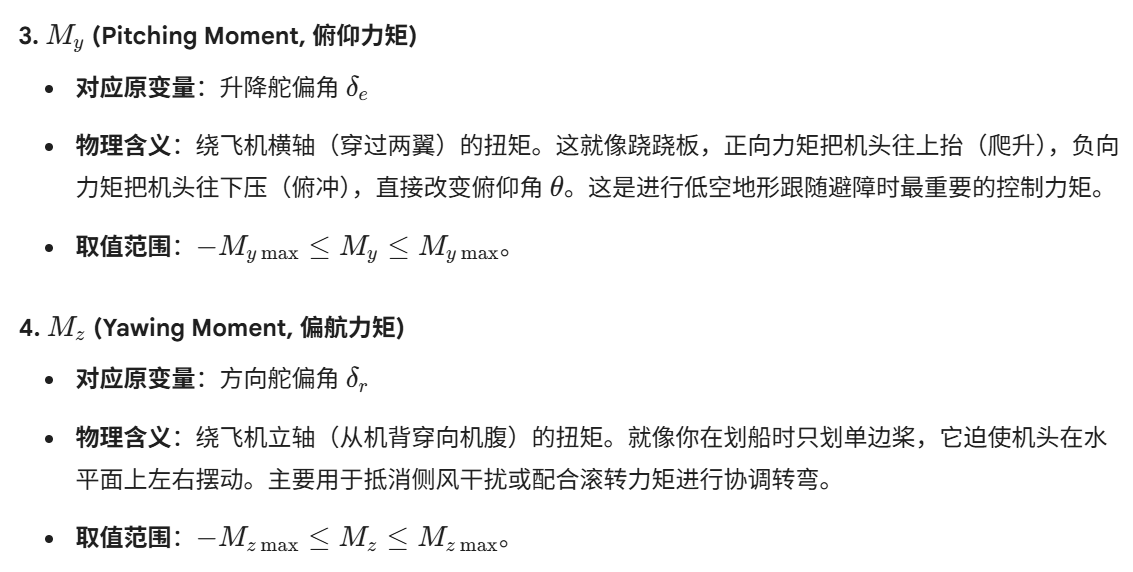 3. M_y (Pitching Moment, 俯仰力矩)
• 对应原变量：升降舵偏角 δ_e
• 物理含义：绕飞机横轴（穿过两翼）的扭矩。这就像跷跷板，正向力矩把机头往上抬（爬升），负向
力矩把机头往下压（俯冲），直接改变俯仰角 θ。这是进行低空地形跟随避障时最重要的控制力矩。
• 取值范围：−M_{y max} ≤ M_y ≤ M_{y max}。
4. M_z (Yawing Moment, 偏航力矩)
• 对应原变量：方向舵偏角 δ_r
• 物理含义：绕飞机立轴（从机背穿向机腹）的扭矩。就像你在划船时只划单边桨，它迫使机头在水
平面上左右摆动。主要用于抵消侧风干扰或配合滚转力矩进行协调转弯。
• 取值范围：−M_{z max} ≤ M_z ≤ M_{z max}。